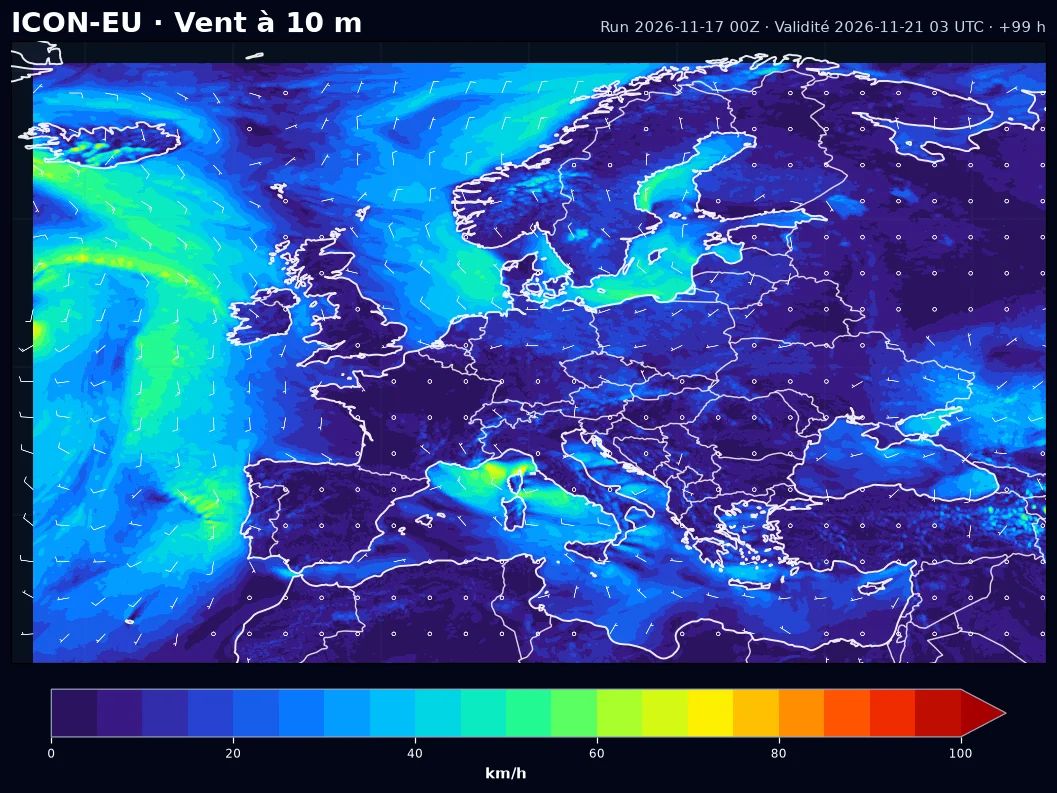 ICON-EU · Vent à 10 m
Run 2026-11-17 00Z · Validité 2026-11-21 03 UTC · +99 h
0 20 40 60 80 100
km/h